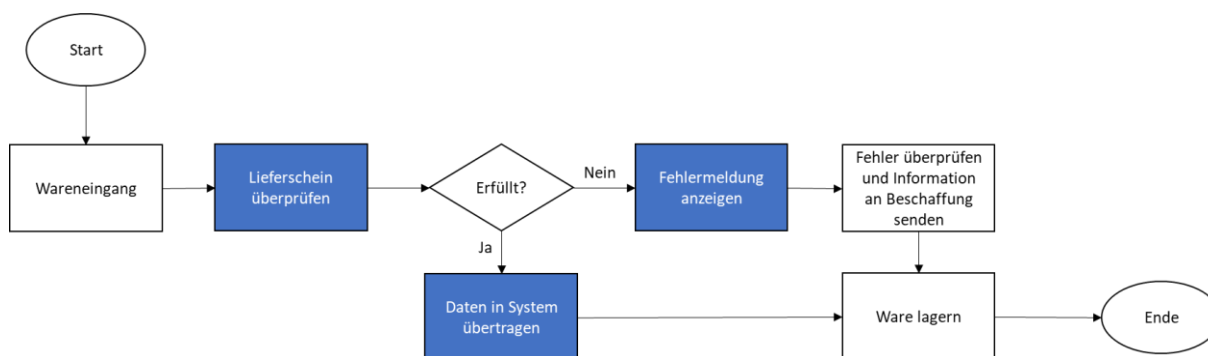 Start
Wareneingang
Lieferschein
überprüfen
Erfüllt?
Nein
Fehlermeldung
anzeigen
Fehler überprüfen
und Information
an Beschaffung
senden
Ja
Daten in System
übertragen
Ware lagern
Ende